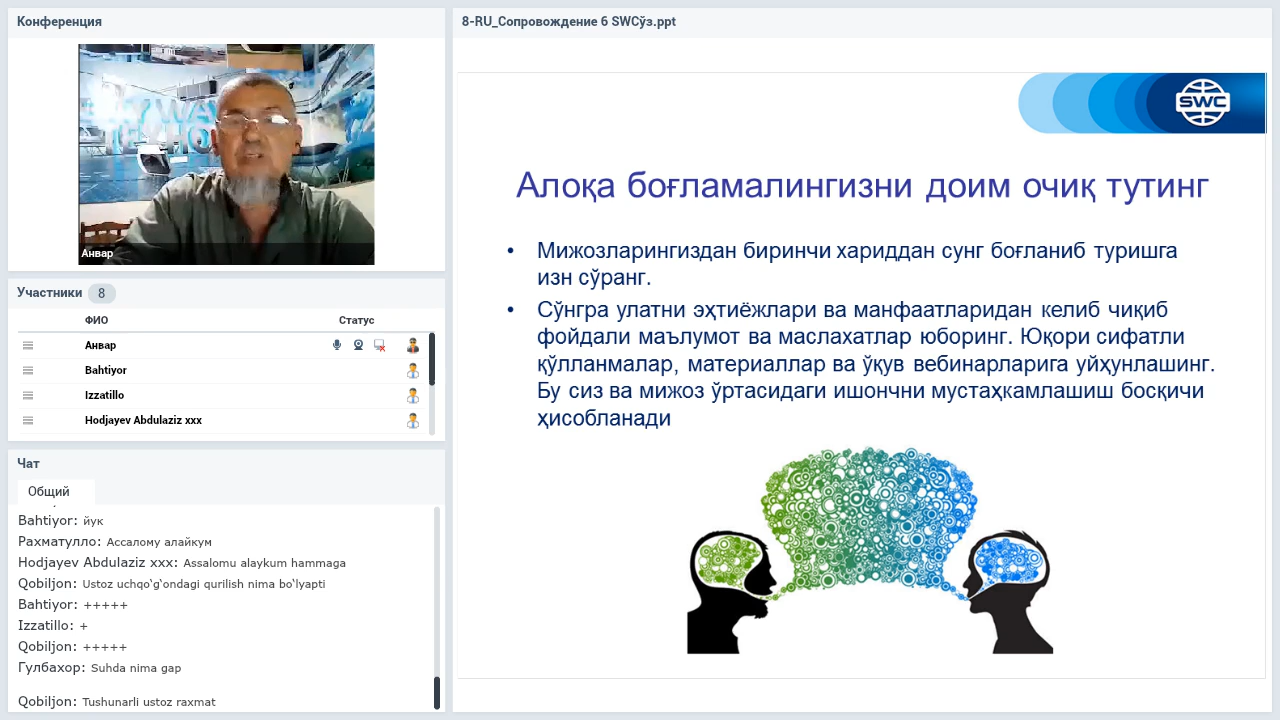 Конференция
Анвар
Участники 8
ФИО Статус
Анвар
Bahtiyor
Izzatillo
Hodjayev Abdulaziz xxx
Чат
Общий
Bahtiyor: йук
Рахматулло: Ассалому алайкум
Hodjayev Abdulaziz xxx: Assalomu alaykum hammaga
Qobiljon: Ustoz uchqo`g`ondagi qurilish nima bo`lyapti
Bahtiyor: +++++
Izzatillo: +
Qobiljon: +++++
Гулбахор: Suhda nima gap
Qobiljon: Tushunarli ustoz raxmat
8-RU_Сопровождение 6 SWCўз.ppt
SWC
Алоқа боғламалингизни доим очиқ тутинг
• Мижозларингиздан биринчи хариддан сунг боғланиб туришга
изн сўранг.
• Сўнгра улатни эҳтиёжлари ва манфаатларидан келиб чиқиб
фойдали маълумот ва маслахатлар юборинг. Юқори сифатли
қўлланмалар, материаллар ва ўқув вебинарларига уйҳунлашинг.
Бу сиз ва мижоз ўртасидаги ишончни мустаҳкамлашиш босқичи
ҳисобланади